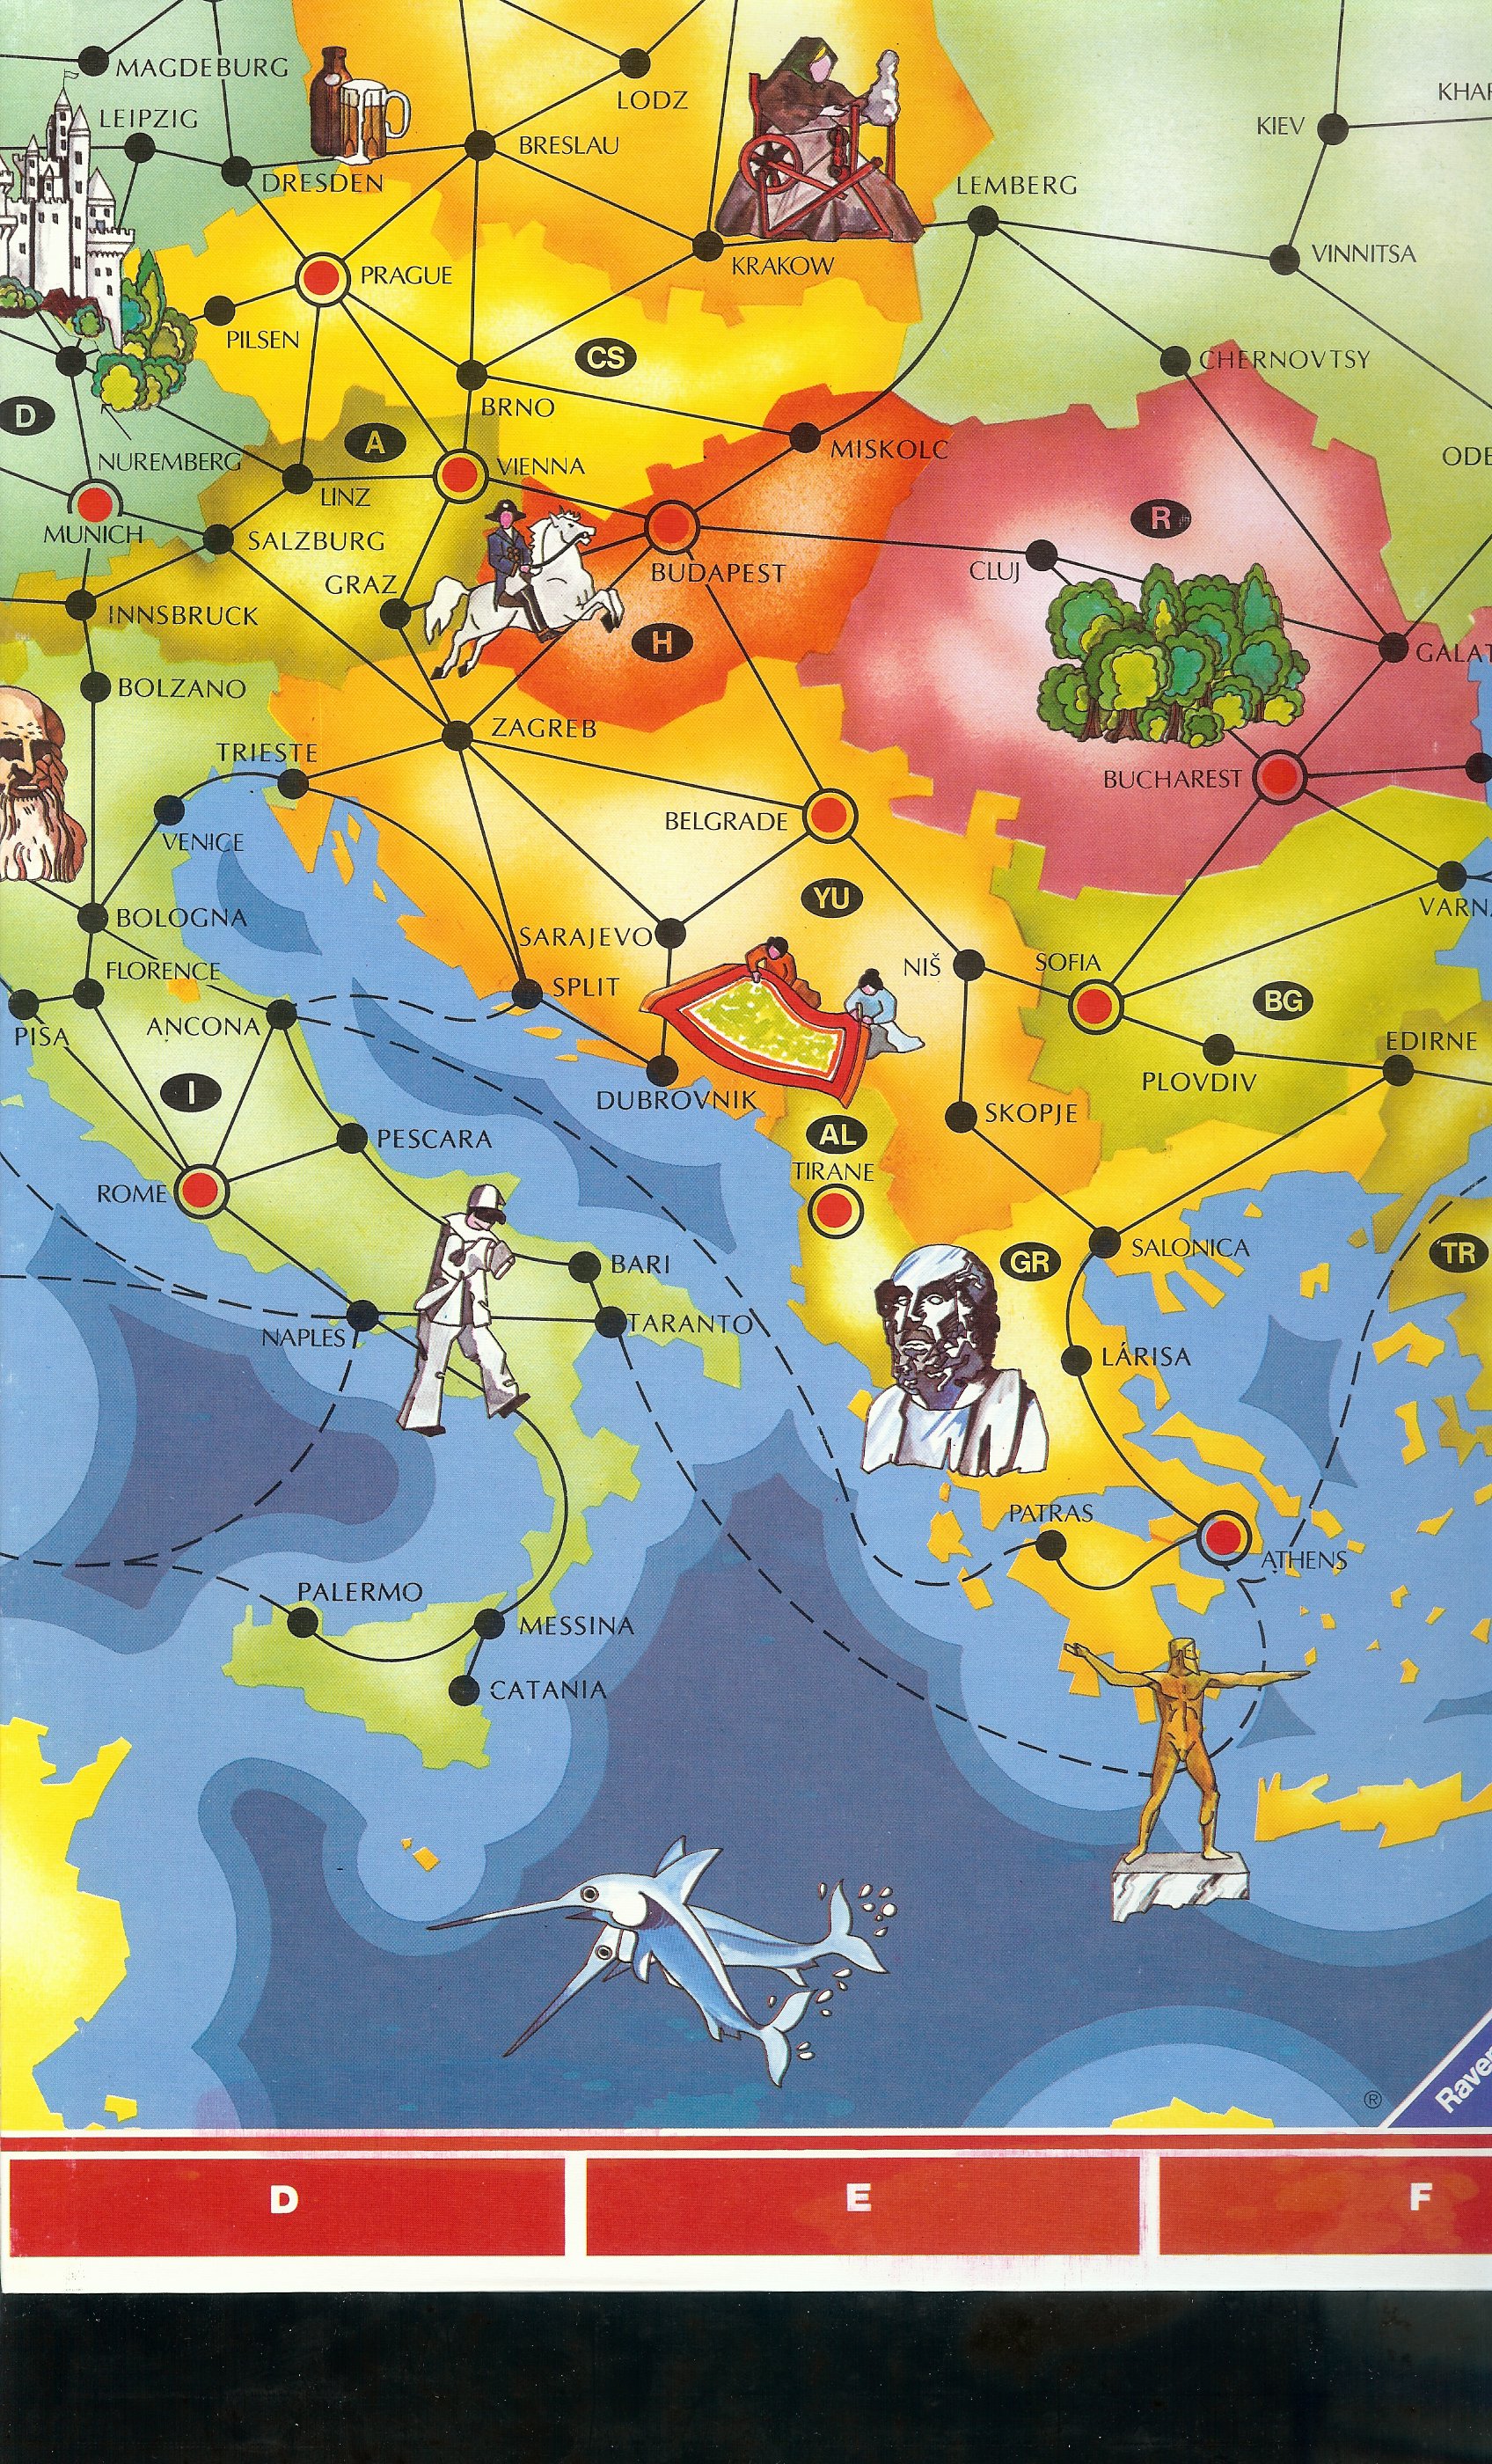 MAGDEBURG
LODZ
KHAR
LEIPZIG
KIEV
BRESLAU
DRESDEN
LEMBERG
VINNITSA
KRAKOW
PRAGUE
PILSEN
CS
CHERNOVTSY
BRNO
D
A
MISKOLC
ODE
NUREMBERG
VIENNA
LINZ
R
MUNICH
SALZBURG
BUDAPEST
CLUJ
GRAZ
INNSBRUCK
H
GALAT
BOLZANO
ZAGREB
TRIESTE
BUCHAREST
BELGRADE
VENICE
YU
VARNA
BOLOGNA
SARAJEVO
NIŠ
SOFIA
FLORENCE
SPLIT
BG
PISA
ANCONA
EDIRNE
PLOVDIV
I
DUBROVNIK
SKOPJE
PESCARA
AL
TIRANE
ROME
SALONICA
GR
TR
BARI
NAPLES
TARANTO
LÁRISA
PATRAS
ATHENS
PALERMO
MESSINA
CATANIA
®
Raven
D
E
F